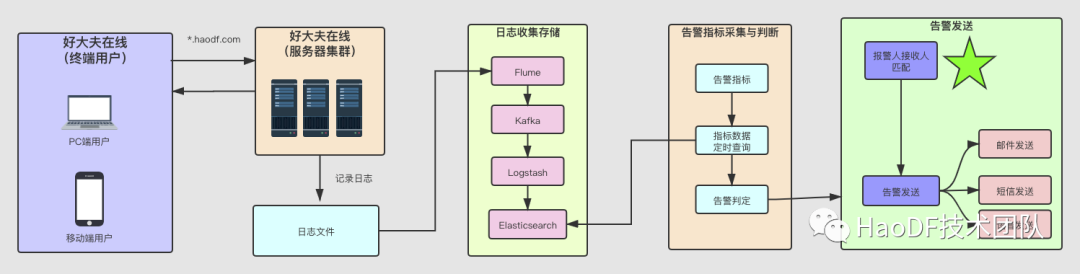 好大夫在线
（终端用户）
PC端用户
移动端用户
*.haodf.com
好大夫在线
（服务器集群）
记录日志
日志文件
日志收集存储
Flume
Kafka
Logstash
Elasticsearch
告警指标采集与判断
告警指标
指标数据
定时查询
告警判定
告警发送
报警人接收人
匹配
告警发送
邮件发送
短信发送
HaoDF技术团队